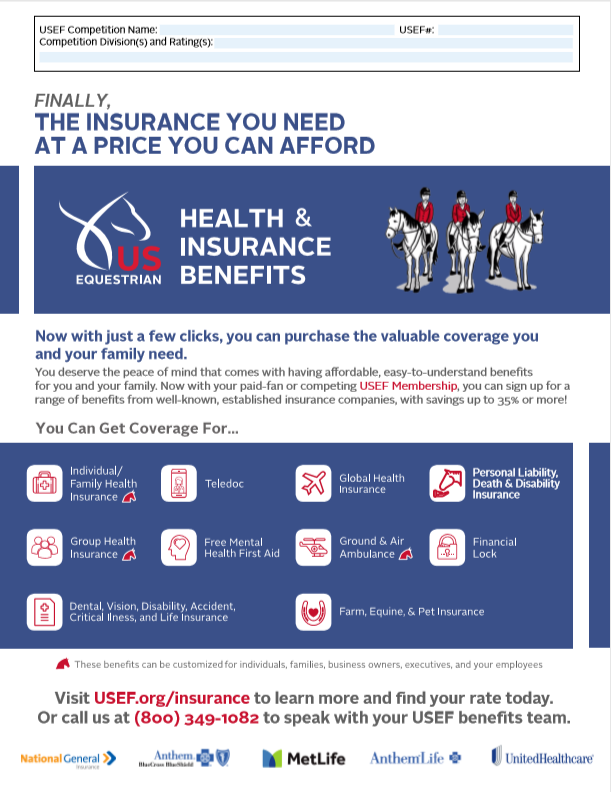 USEF Competition Name: USEF#:
Competition Division(s) and Rating(s):
FINALLY,
THE INSURANCE YOU NEED
AT A PRICE YOU CAN AFFORD
US
EQUESTRIAN
HEALTH &
INSURANCE
BENEFITS
Now with just a few clicks, you can purchase the valuable coverage you
and your family need.
You deserve the peace of mind that comes with having affordable, easy-to-understand benefits
for you and your family. Now with your paid-fan or competing USEF Membership, you can sign up for a
range of benefits from well-known, established insurance companies, with savings up to 35% or more!
You Can Get Coverage For...
Individual/
Family Health
Insurance
Teledoc
Global Health
Insurance
Personal Liability,
Death & Disability
Insurance
Group Health
Insurance
Free Mental
Health First Aid
Ground & Air
Ambulance
Financial
Lock
Dental, Vision, Disability, Accident,
Critical Illness, and Life Insurance
Farm, Equine, & Pet Insurance
These benefits can be customized for individuals, families, business owners, executives, and your employees
Visit USEF.org/insurance to learn more and find your rate today.
Or call us at (800) 349-1082 to speak with your USEF benefits team.
National General
Insurance
Anthem
BlueCross BlueShield
MetLife
AnthemLife
UnitedHealthcare